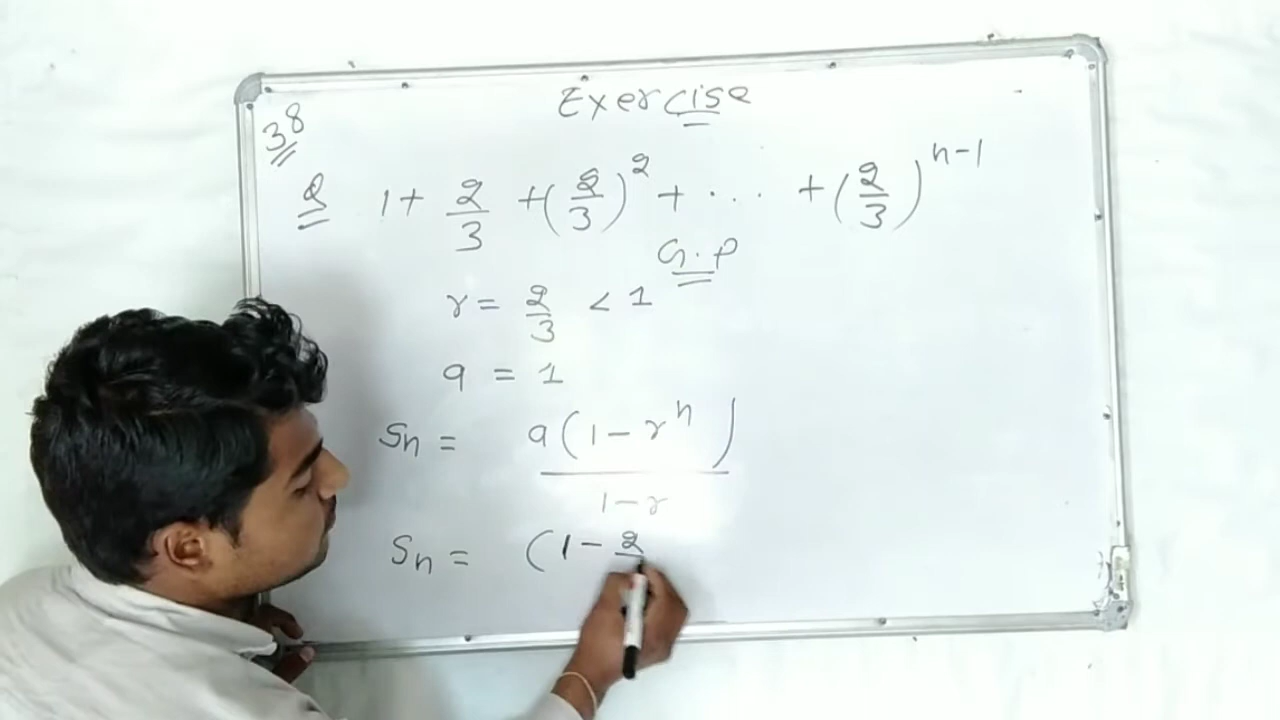 Exercise
38
Q 1 + 2/3 + (2/3)^2 + . . . . + (2/3)^n-1
G.P
r = 2/3 < 1
a = 1
Sn = a(1-r^n)/1-r
Sn = (1 - 2